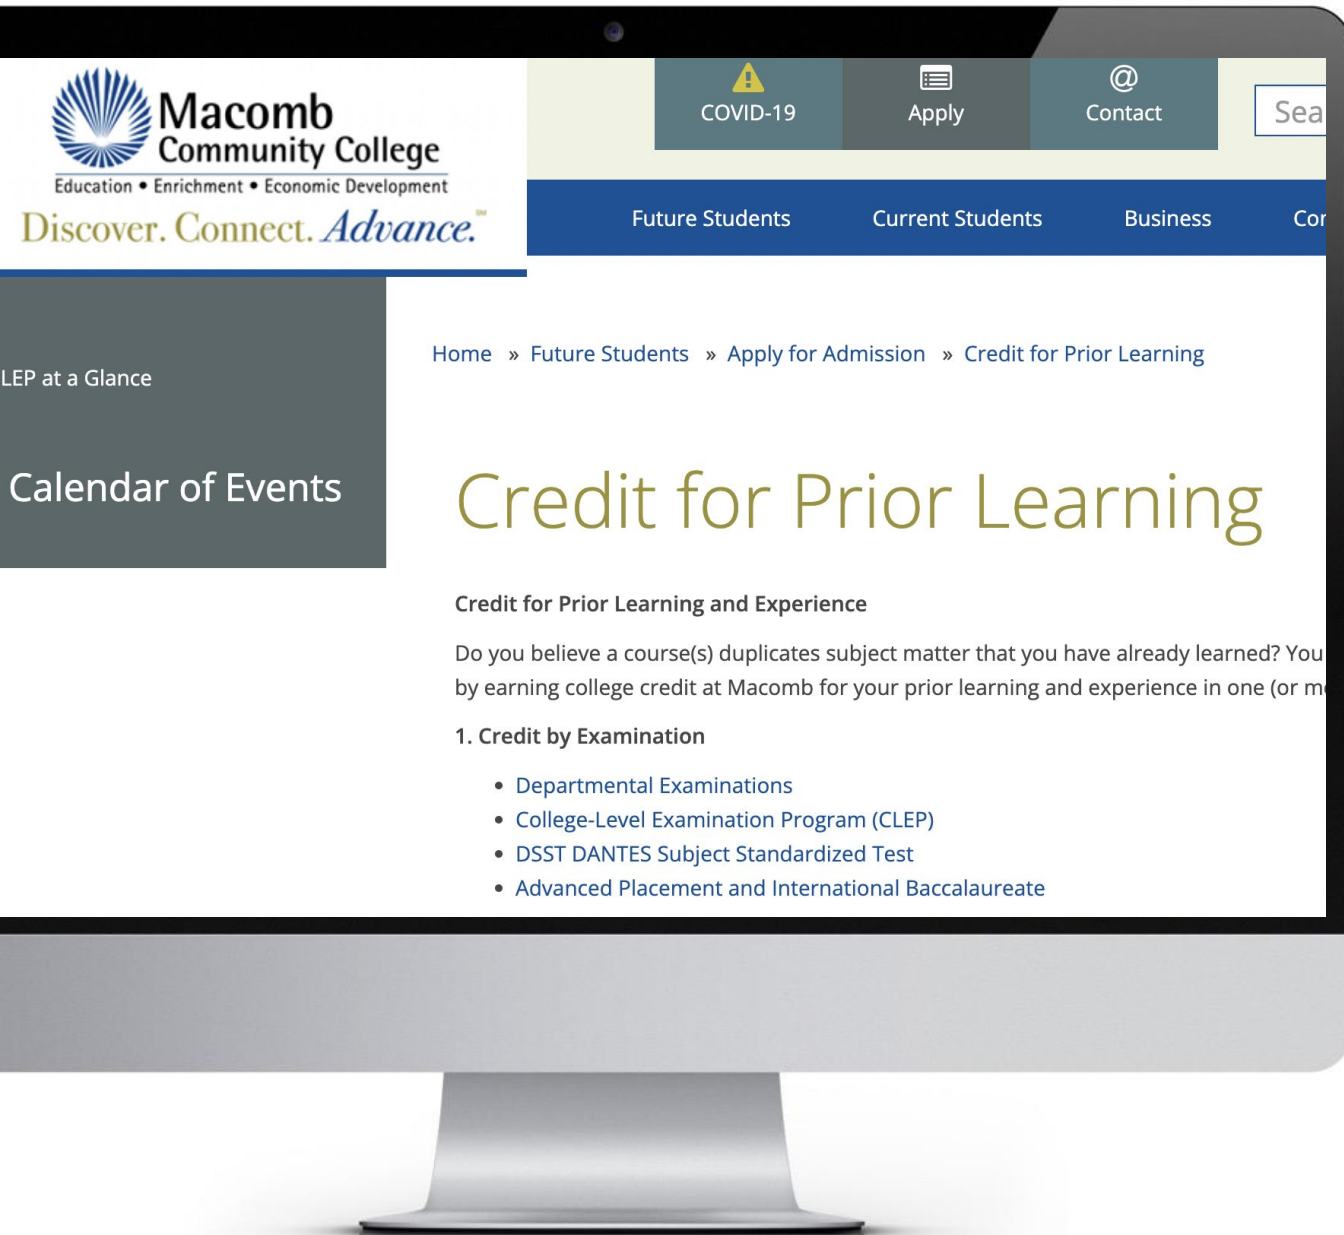 Macomb
Community College
Education • Enrichment • Economic Development
Discover. Connect. Advance.℠
COVID-19
Apply
@
Contact
Future Students
Current Students
Business
Home » Future Students » Apply for Admission » Credit for Prior Learning
LEP at a Glance
Calendar of Events
Credit for Prior Learning
Credit for Prior Learning and Experience
Do you believe a course(s) duplicates subject matter that you have already learned? You
by earning college credit at Macomb for your prior learning and experience in one (or
1. Credit by Examination
• Departmental Examinations
• College-Level Examination Program (CLEP)
• DSST DANTES Subject Standardized Test
• Advanced Placement and International Baccalaureate